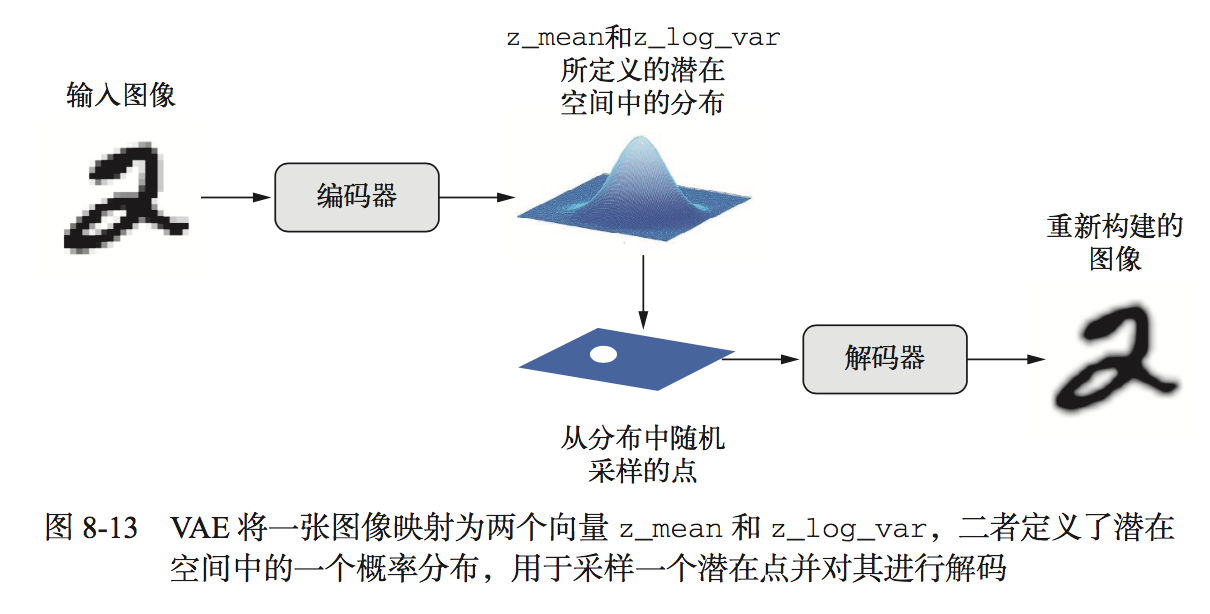 输入图像
编码器
z_mean和z_log_var
所定义的潜在
空间中的分布
从分布中随机
采样的点
解码器
重新构建的
图像
图 8-13 VAE 将一张图像映射为两个向量 z_mean 和 z_log_var，二者定义了潜在
空间中的一个概率分布，用于采样一个潜在点并对其进行解码